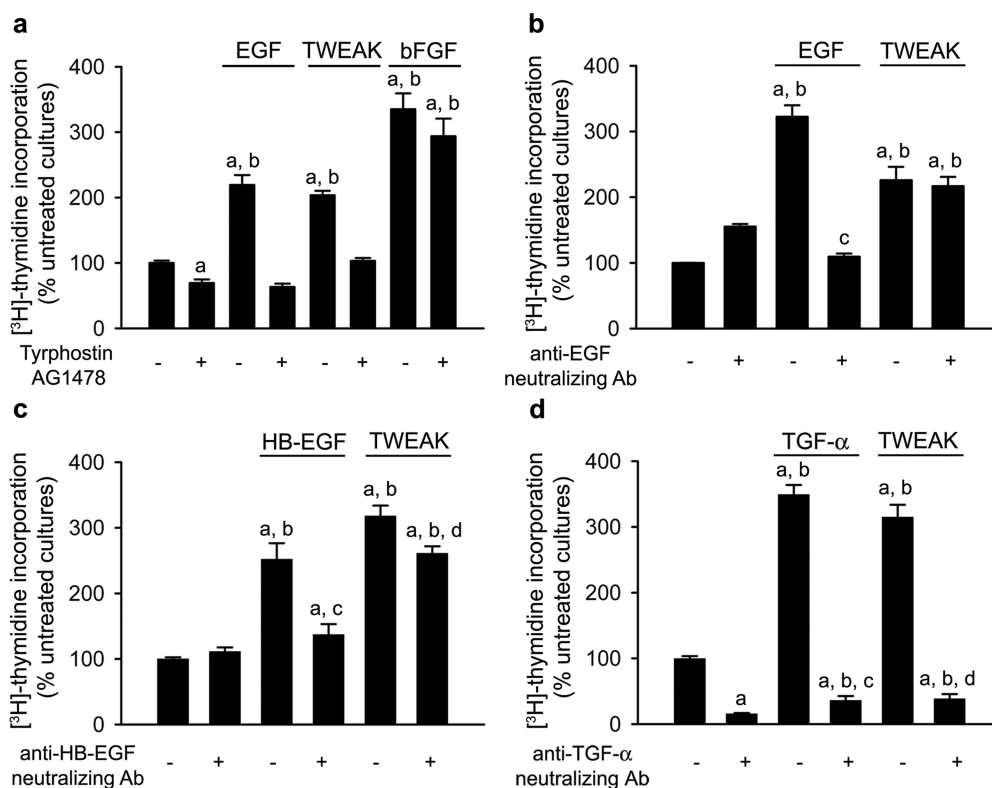 a
EGF TWEAK bFGF
[³H]-thymidine incorporation
(% untreated cultures)
400
300
200
100
0
a
a, b
a, b
a, b
a, b
Tyrphostin
AG1478
- + - + - + - +
b
EGF TWEAK
[³H]-thymidine incorporation
(% untreated cultures)
400
300
200
100
0
a, b
c
a, b
a, b
anti-EGF
neutralizing Ab
- + - + - +
c
HB-EGF TWEAK
[³H]-thymidine incorporation
(% untreated cultures)
400
300
200
100
0
a, b
a, c
a, b
a, b, d
anti-HB-EGF
neutralizing Ab
- + - + - +
d
TGF-α TWEAK
[³H]-thymidine incorporation
(% untreated cultures)
400
300
200
100
0
a
a, b
a, b, c
a, b
a, b, d
anti-TGF-α
neutralizing Ab
- + - + - +